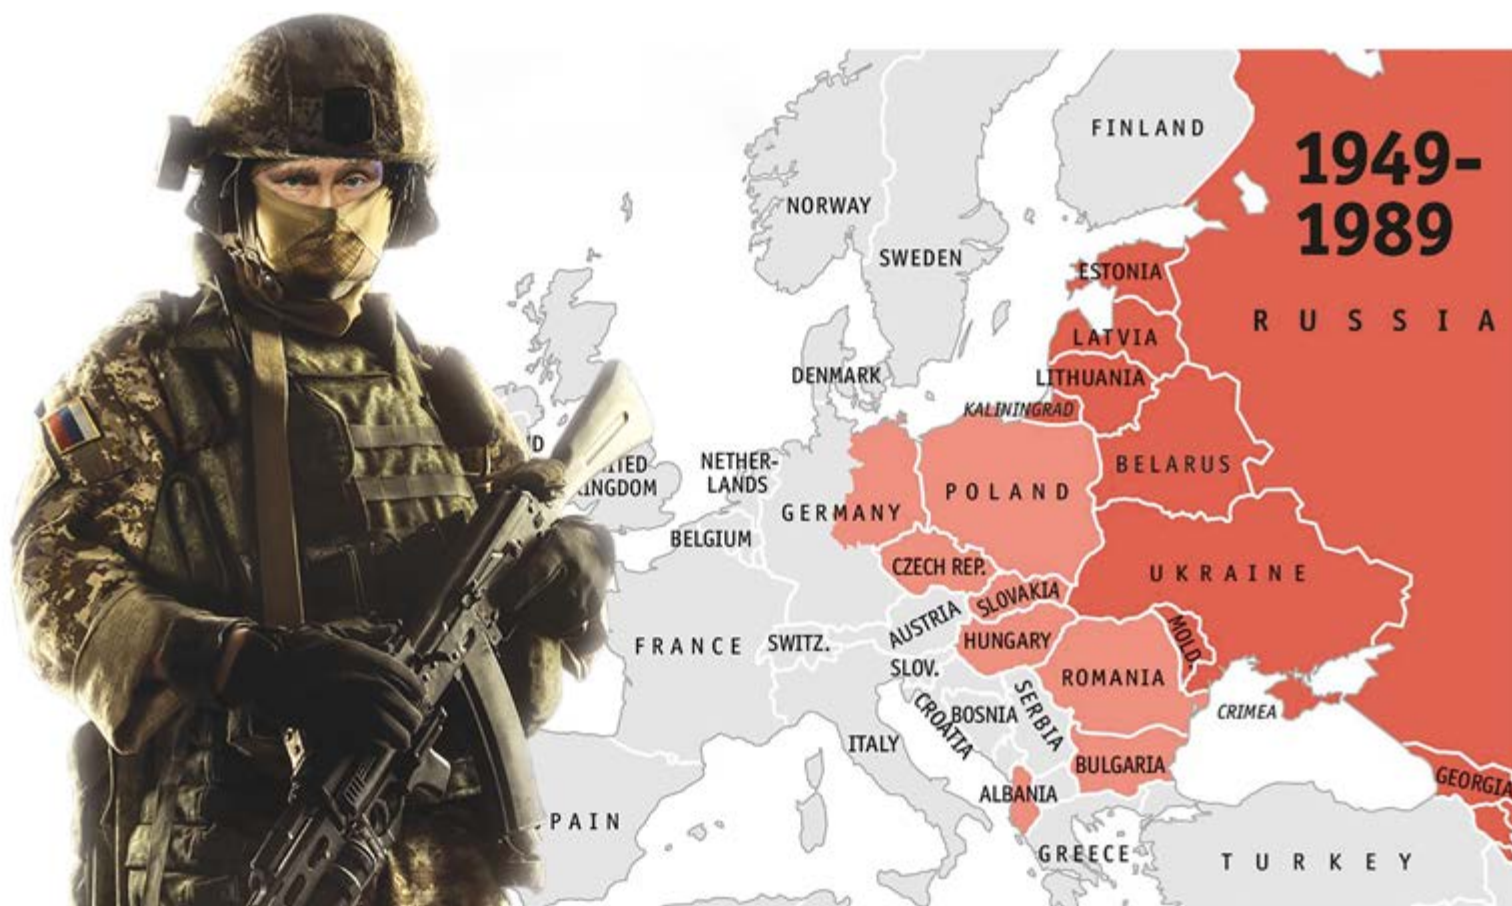 FINLAND
1949-
1989
NORWAY
SWEDEN
ESTONIA
RUSSIA
LATVIA
DENMARK
LITHUANIA
KALININGRAD
NETHER-
LANDS
BELARUS
KINGDOM
POLAND
GERMANY
BELGIUM
CZECH REP.
UKRAINE
SLOVAKIA
AUSTRIA
FRANCE
SWITZ.
HUNGARY
MOLD.
SLOV.
ROMANIA
SERBIA
CROATIA
BOSNIA
CRIMEA
ITALY
BULGARIA
GEORGIA
ALBANIA
PAIN
GREECE
TURKEY